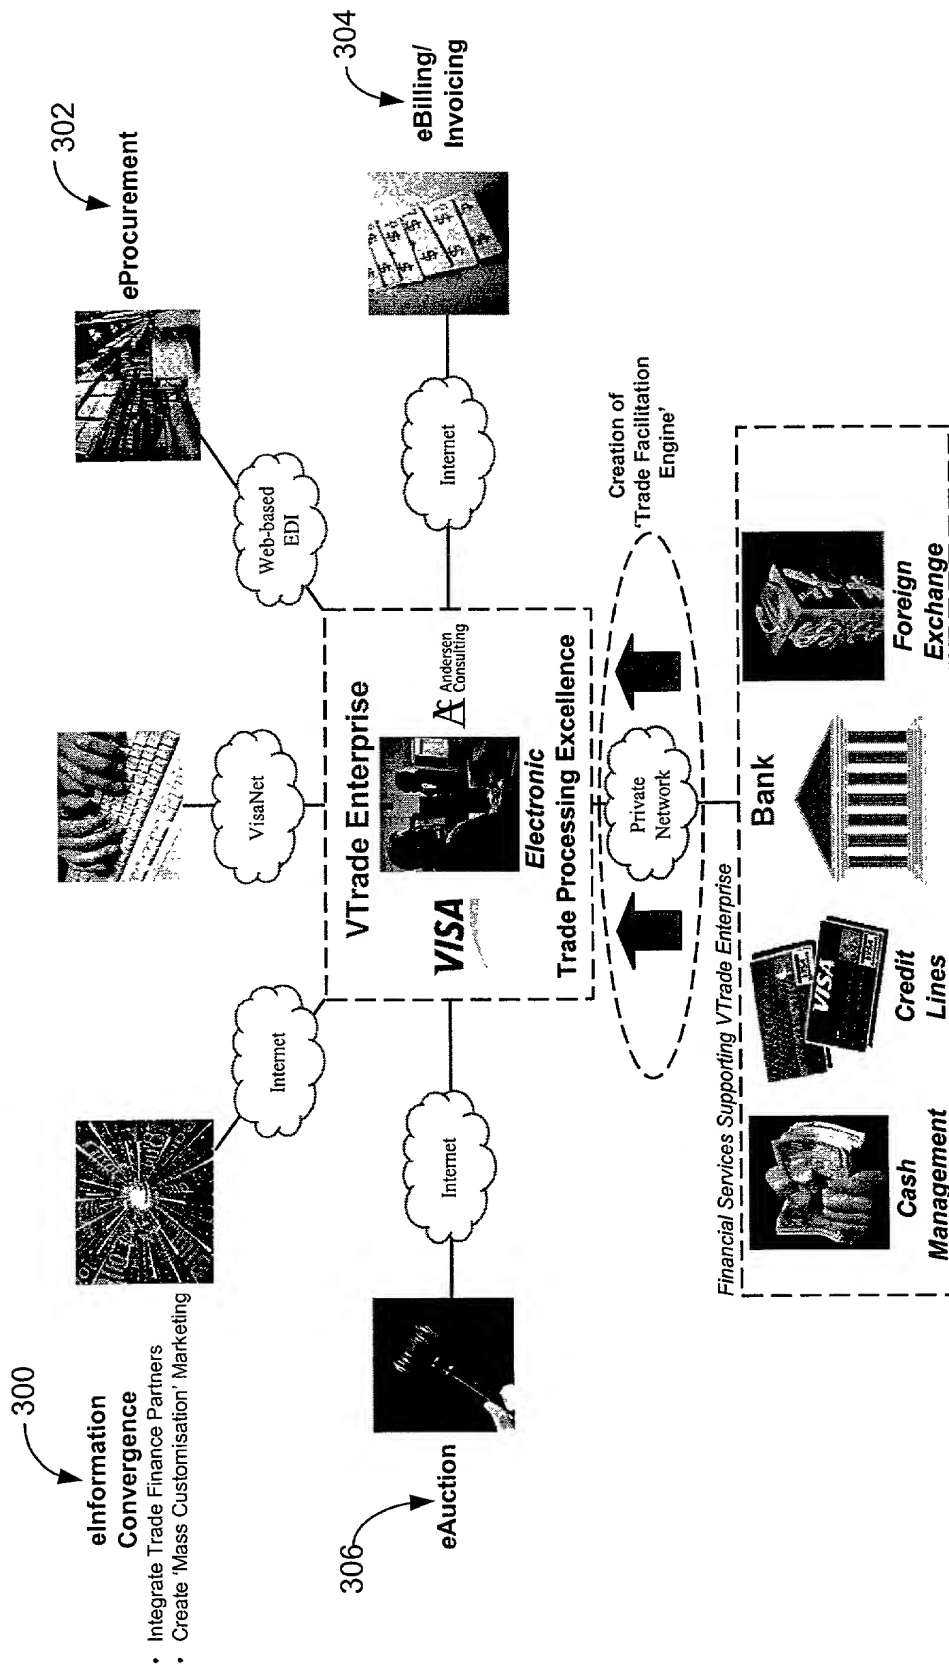 300
eInformation
Convergence
• Integrate Trade Finance Partners
• Create 'Mass Customisation' Marketing
302
eProcurement
Internet
VisaNet
Web-based
EDI
304
eBilling/
Invoicing
306
eAuction
Internet
Internet
VTrade Enterprise
VISA
Andersen
Consulting
Electronic
Trade Processing Excellence
Private
Network
Creation of
'Trade Facilitation
Engine'
Financial Services Supporting VTrade Enterprise
Bank
VISA
Cash
Management
Credit
Lines
Foreign
Exchange